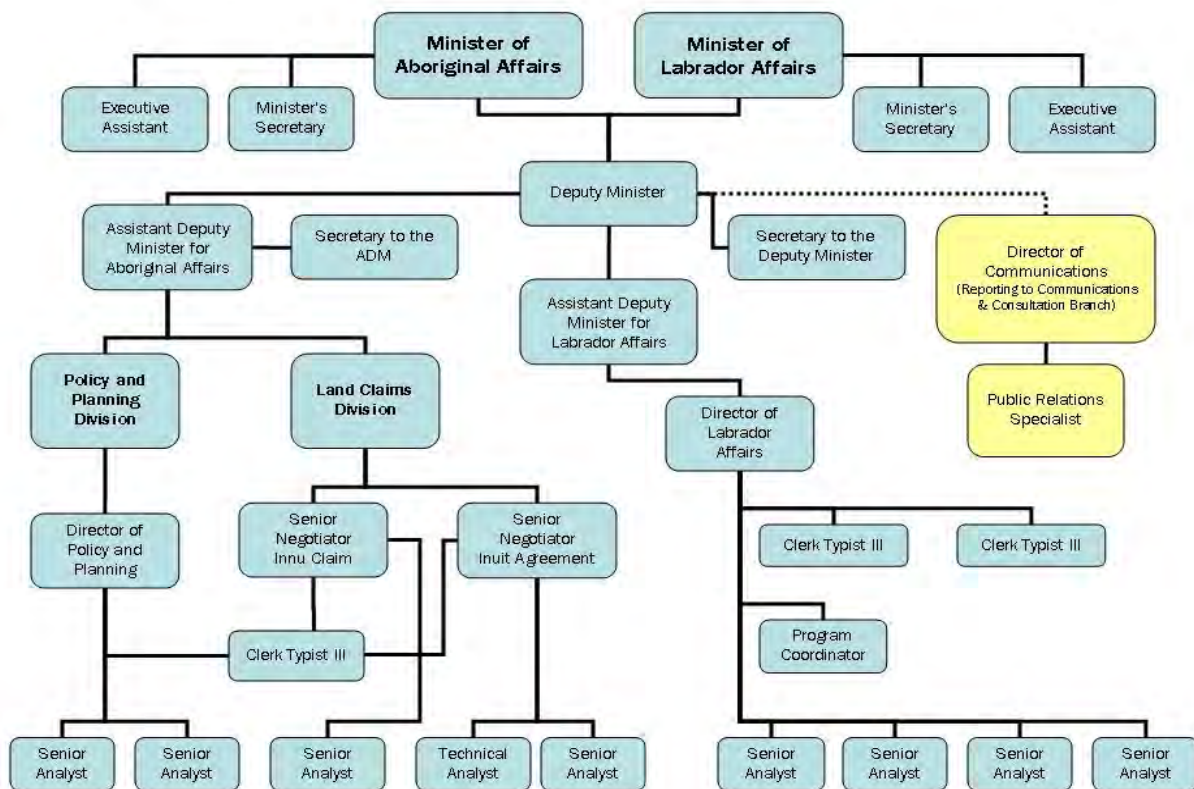 Minister of
Aboriginal Affairs
Minister of
Labrador Affairs
Executive
Assistant
Minister's
Secretary
Minister's
Secretary
Executive
Assistant
Deputy Minister
Assistant Deputy
Minister for
Aboriginal Affairs
Secretary to the
ADM
Secretary to the
Deputy Minister
Director of
Communications
(Reporting to Communications
& Consultation Branch)
Assistant Deputy
Minister for
Labrador Affairs
Policy and
Planning
Division
Land Claims
Division
Public Relations
Specialist
Director of
Labrador
Affairs
Director of
Policy and
Planning
Senior
Negotiator
Innu Claim
Senior
Negotiator
Inuit Agreement
Clerk Typist III
Clerk Typist III
Clerk Typist III
Program
Coordinator
Senior
Analyst
Senior
Analyst
Senior
Analyst
Technical
Analyst
Senior
Analyst
Senior
Analyst
Senior
Analyst
Senior
Analyst
Senior
Analyst